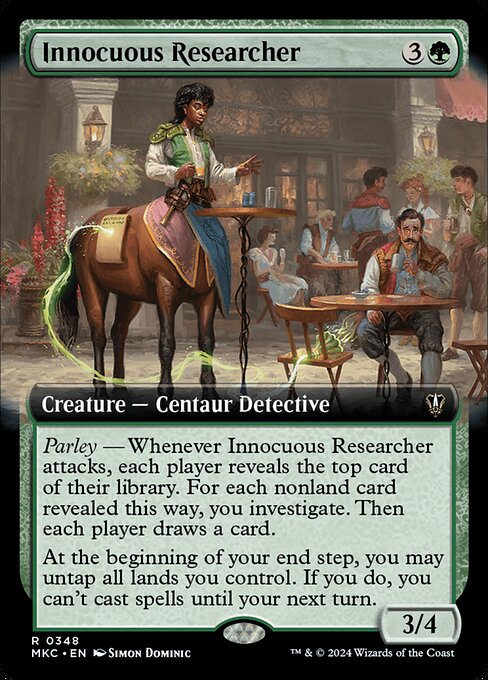 Innocuous Researcher 3
Creature — Centaur Detective
Parley — Whenever Innocuous Researcher
attacks, each player reveals the top card
of their library. For each nonland card
revealed this way, you investigate. Then
each player draws a card.
At the beginning of your end step, you may
untap all lands you control. If you do, you
can't cast spells until your next turn.
3/4
R 0348
MKC • EN Simon Dominic ™ & © 2024 Wizards of the Coast